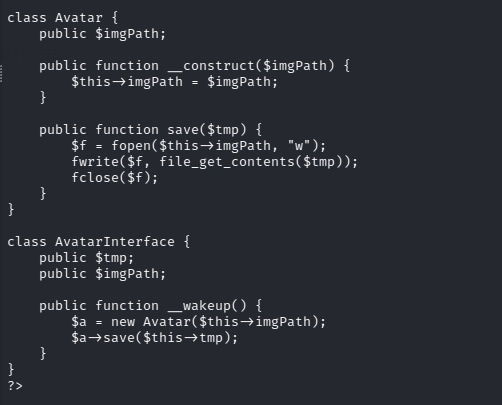 class Avatar {
    public $imgPath;

    public function __construct($imgPath) {
        $this->imgPath = $imgPath;
    }

    public function save($tmp) {
        $f = fopen($this->imgPath, "w");
        fwrite($f, file_get_contents($tmp));
        fclose($f);
    }
}

class AvatarInterface {
    public $tmp;
    public $imgPath;

    public function __wakeup() {
        $a = new Avatar($this->imgPath);
        $a->save($this->tmp);
    }
}
?>